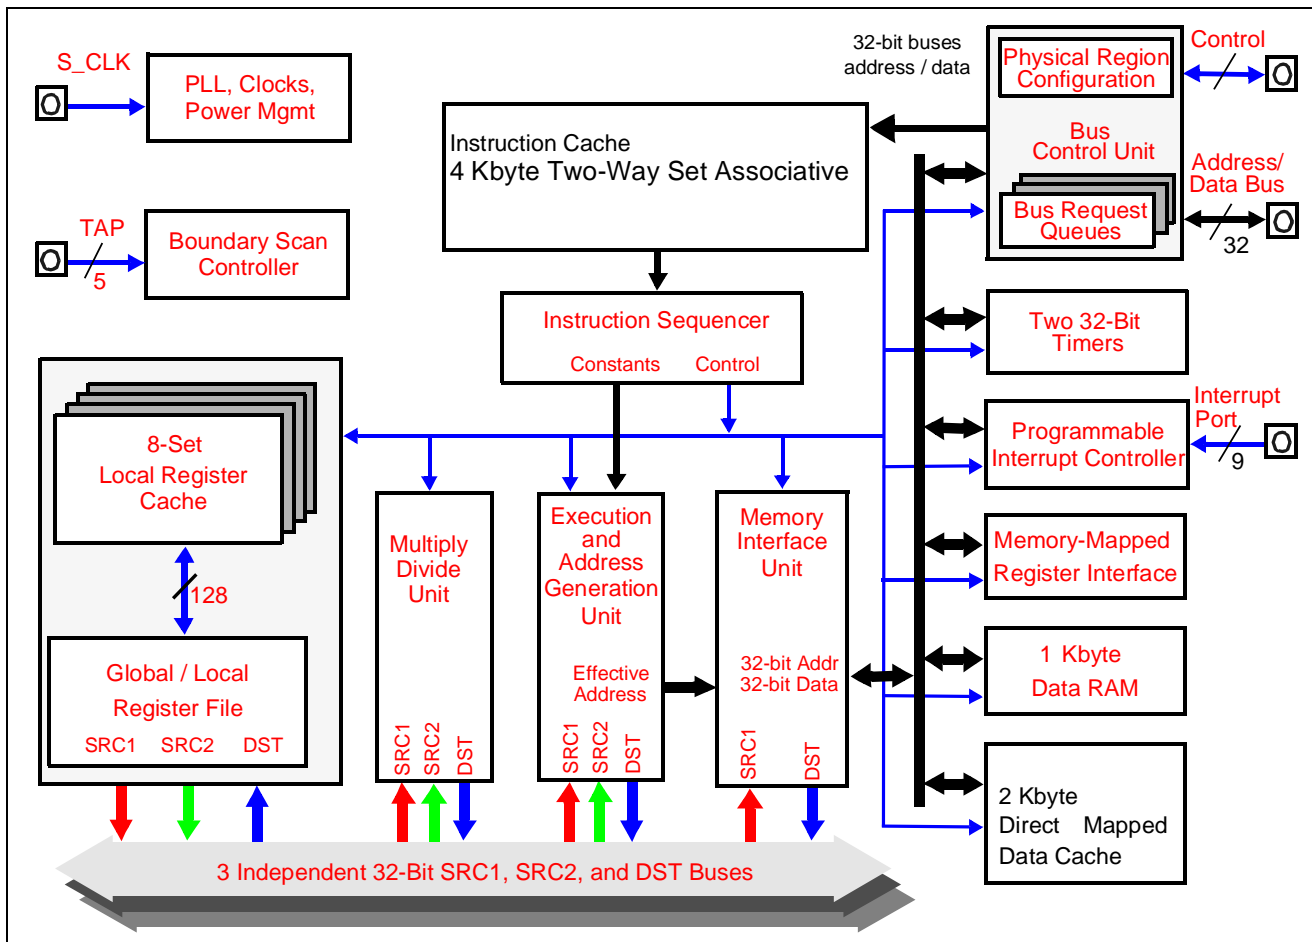 S_CLK
PLL, Clocks,
Power Mgmt
TAP
5
Boundary Scan
Controller
32-bit buses
address / data
Instruction Cache
4 Kbyte Two-Way Set Associative
Physical Region
Configuration
Control
Bus
Control Unit
Address/
Data Bus
32
Bus Request
Queues
Instruction Sequencer
Constants
Control
Two 32-Bit
Timers
Interrupt
Port
9
Programmable
Interrupt Controller
8-Set
Local Register
Cache
128
Global / Local
Register File
SRC1
SRC2
DST
Multiply
Divide
Unit
SRC1
SRC2
DST
Execution
and
Address
Generation
Unit
Effective
Address
SRC1
SRC2
DST
Memory
Interface
Unit
32-bit Addr
32-bit Data
SRC1
DST
Memory-Mapped
Register Interface
1 Kbyte
Data RAM
2 Kbyte
Direct Mapped
Data Cache
3 Independent 32-Bit SRC1, SRC2, and DST Buses